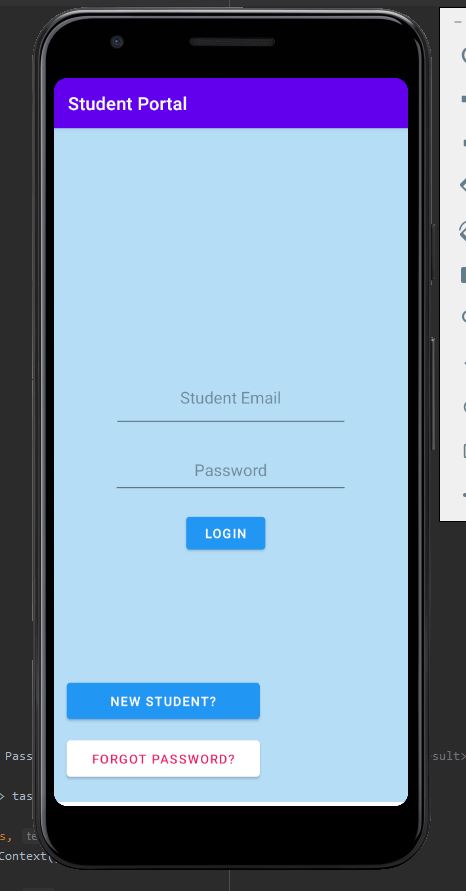 Student Portal
Student Email
Password
LOGIN
NEW STUDENT?
Pass
FORGOT PASSWORD?
sult>
> tas
s, te
Context(